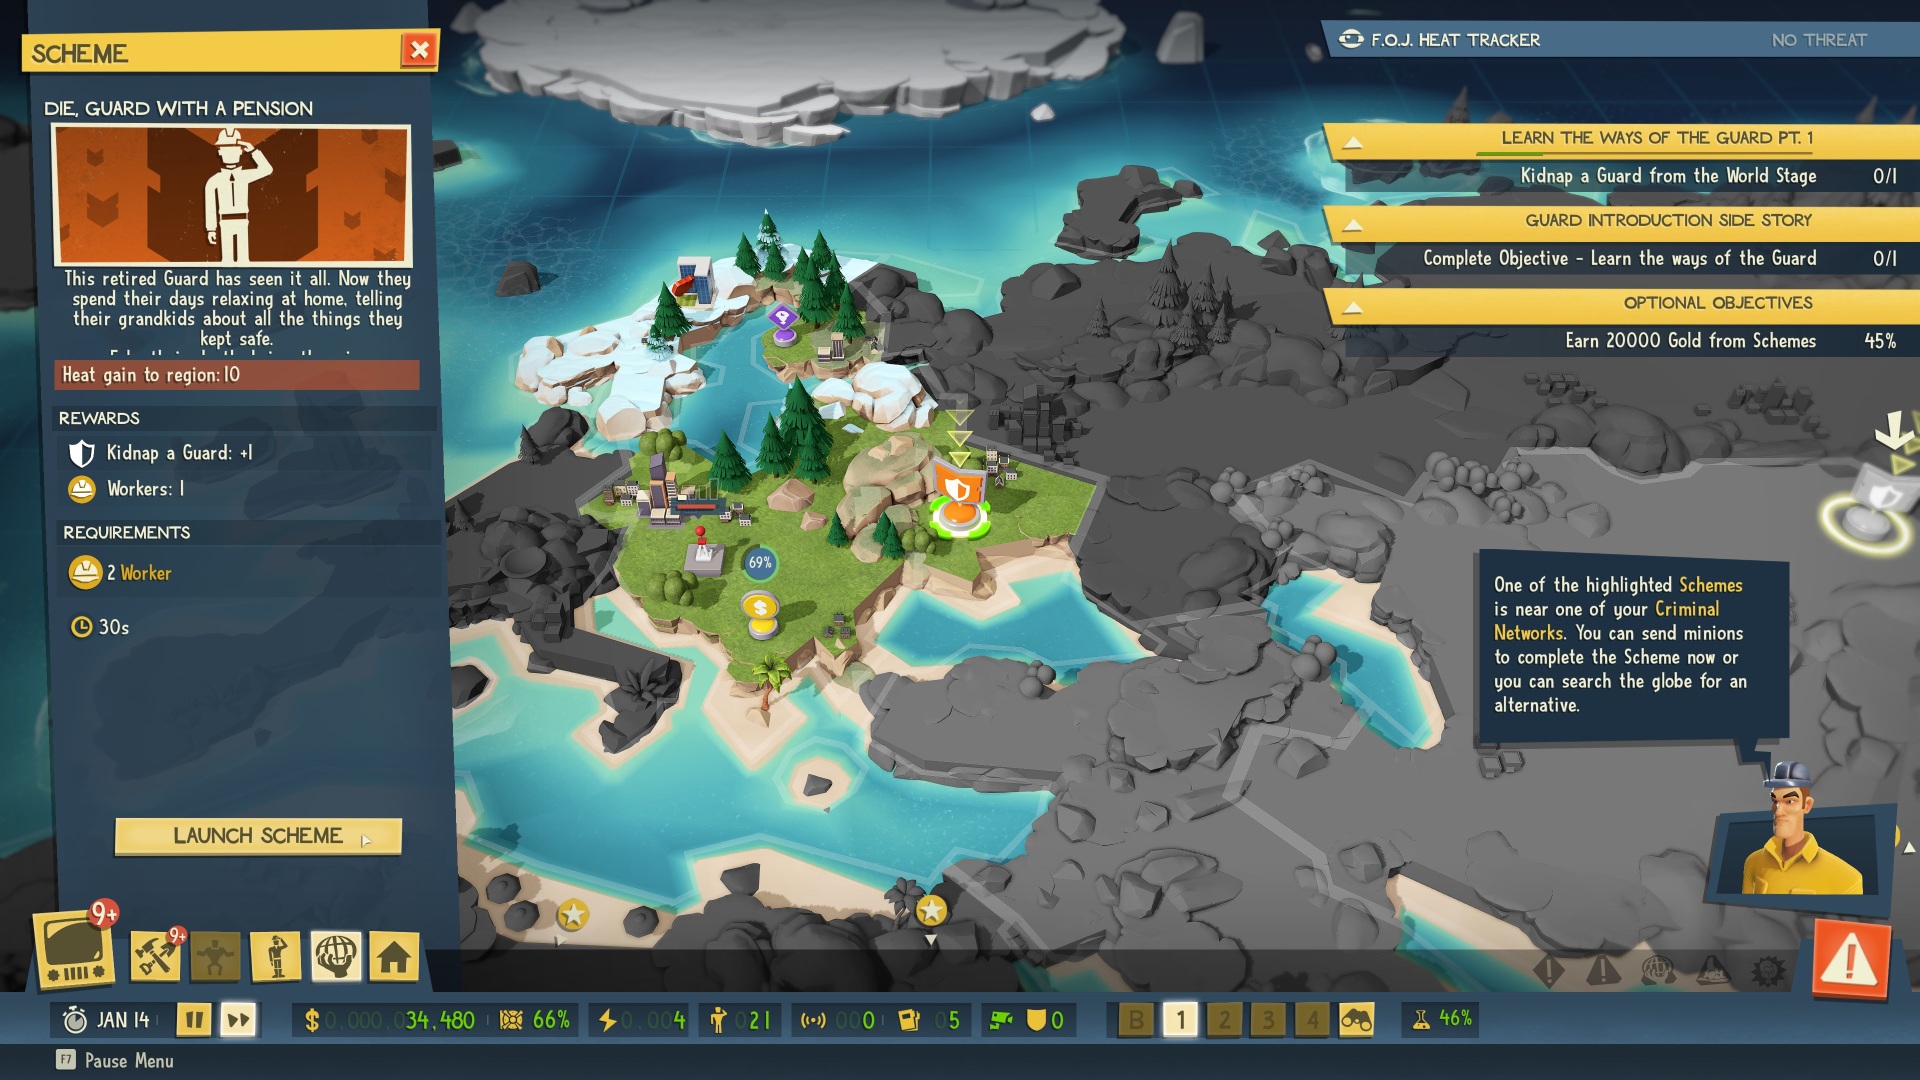 SCHEME
DIE, GUARD WITH A PENSION
This retired Guard has seen it all. Now they
spend their days relaxing at home, telling
their grandkids about all the things they
kept safe.
Heat gain to region: 10
REWARDS
Kidnap a Guard: +1
Workers: 1
REQUIREMENTS
2 Worker
30s
LAUNCH SCHEME
F.O.J. HEAT TRACKER
NO THREAT
LEARN THE WAYS OF THE GUARD PT. 1
Kidnap a Guard from the World Stage 0/1
GUARD INTRODUCTION SIDE STORY
Complete Objective - Learn the ways of the Guard 0/1
OPTIONAL OBJECTIVES
Earn 20000 Gold from Schemes 45%
69%
$
One of the highlighted Schemes
is near one of your Criminal
Networks. You can send minions
to complete the Scheme now or
you can search the globe for an
alternative.
9+
9+
JAN 14
$ 0,000,034,480
66%
0,004
021
000
05
0
B 1 2 3 4
46%
F7 Pause Menu